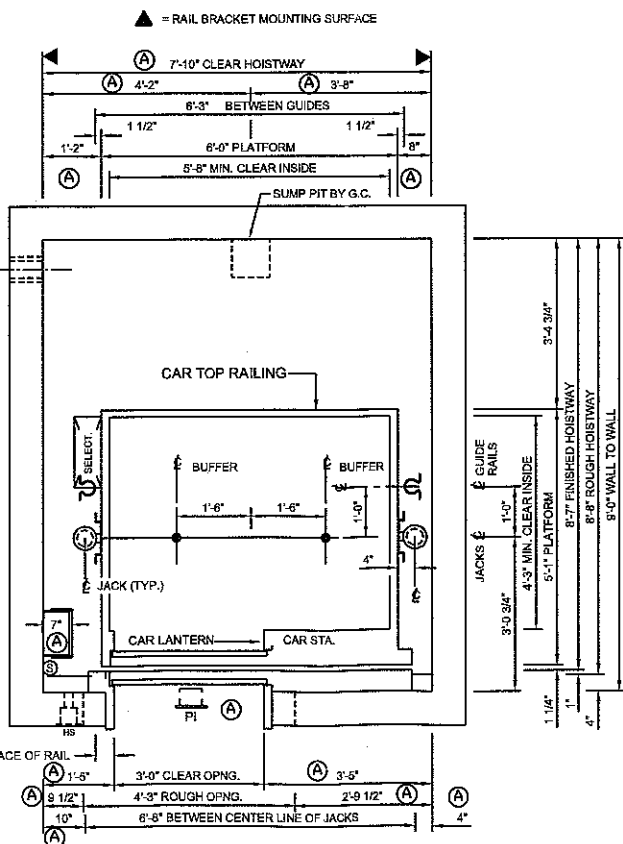 = RAIL BRACKET MOUNTING SURFACE
A
7'-10" CLEAR HOISTWAY
A A
4'-2" 3'-8"
6'-3" BETWEEN GUIDES
1 1/2" 1 1/2"
1'-2" 6'-0" PLATFORM 8"
5'-8" MIN. CLEAR INSIDE
A A
SUMP PIT BY G.C.
3'-4 3/4"
CAR TOP RAILING
SELECT.
BUFFER BUFFER
1'-6" 1'-6"
1'-0"
4"
JACK (TYP.)
GUIDE RAILS
JACKS
1'-0"
3'-0 3/4"
4'-3" MIN. CLEAR INSIDE
5'-1" PLATFORM
8'-7" FINISHED HOISTWAY
8'-8" ROUGH HOISTWAY
9'-0" WALL TO WALL
7"
A
CAR LANTERN CAR STA.
S
HS
PI
A
1 1/4"
1"
4"
ACE OF RAIL
A A
1'-5" 3'-0" CLEAR OPNG. 3'-5"
A A
9 1/2" 4'-3" ROUGH OPNG. 2'-9 1/2"
A
10" 6'-8" BETWEEN CENTER LINE OF JACKS 4"
A